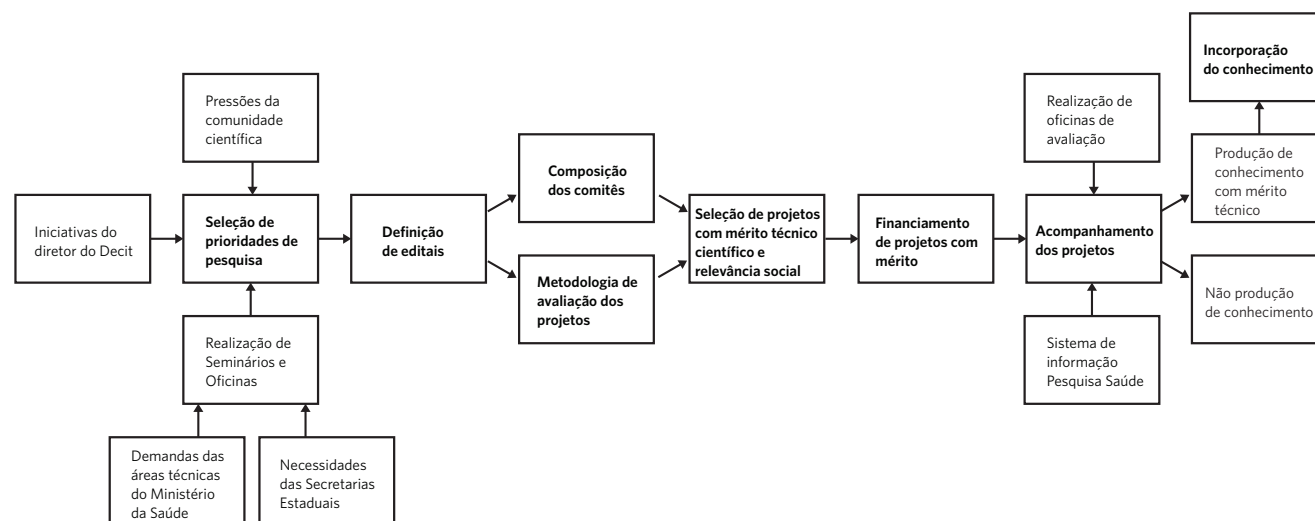 Iniciativas do
diretor do Decit
Pressões da
comunidade
científica
Seleção de
prioridades de
pesquisa
Realização de
Seminários e
Oficinas
Demandas das
áreas técnicas
do Ministério
da Saúde
Necessidades
das Secretarias
Estaduais
Definição
de editais
Composição
dos comitês
Metodologia de
avaliação dos
projetos
Seleção de projetos
com mérito técnico
científico e
relevância social
Financiamento
de projetos com
mérito
Realização de
oficinas de
avaliação
Acompanhamento
dos projetos
Sistema de
informação
Pesquisa Saúde
Incorporação
do conhecimento
Produção de
conhecimento
com mérito
técnico
Não produção
de conhecimento